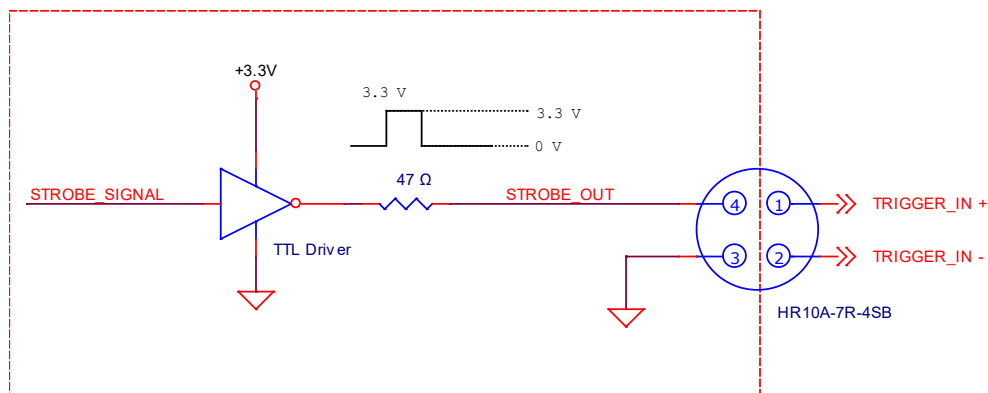 +3.3V
3.3 V
3.3 V
0 V
STROBE_SIGNAL
47 Ω
STROBE_OUT
4
1
TRIGGER_IN +
TTL Driver
3
2
TRIGGER_IN -
HR10A-7R-4SB